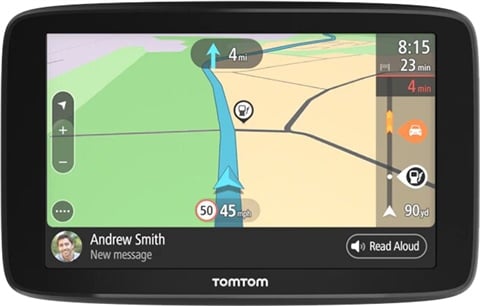 4 mi
8:15
23 min
4 min
50 45 mph
90 yd
Andrew Smith
New message
Read Aloud
TOMTOM